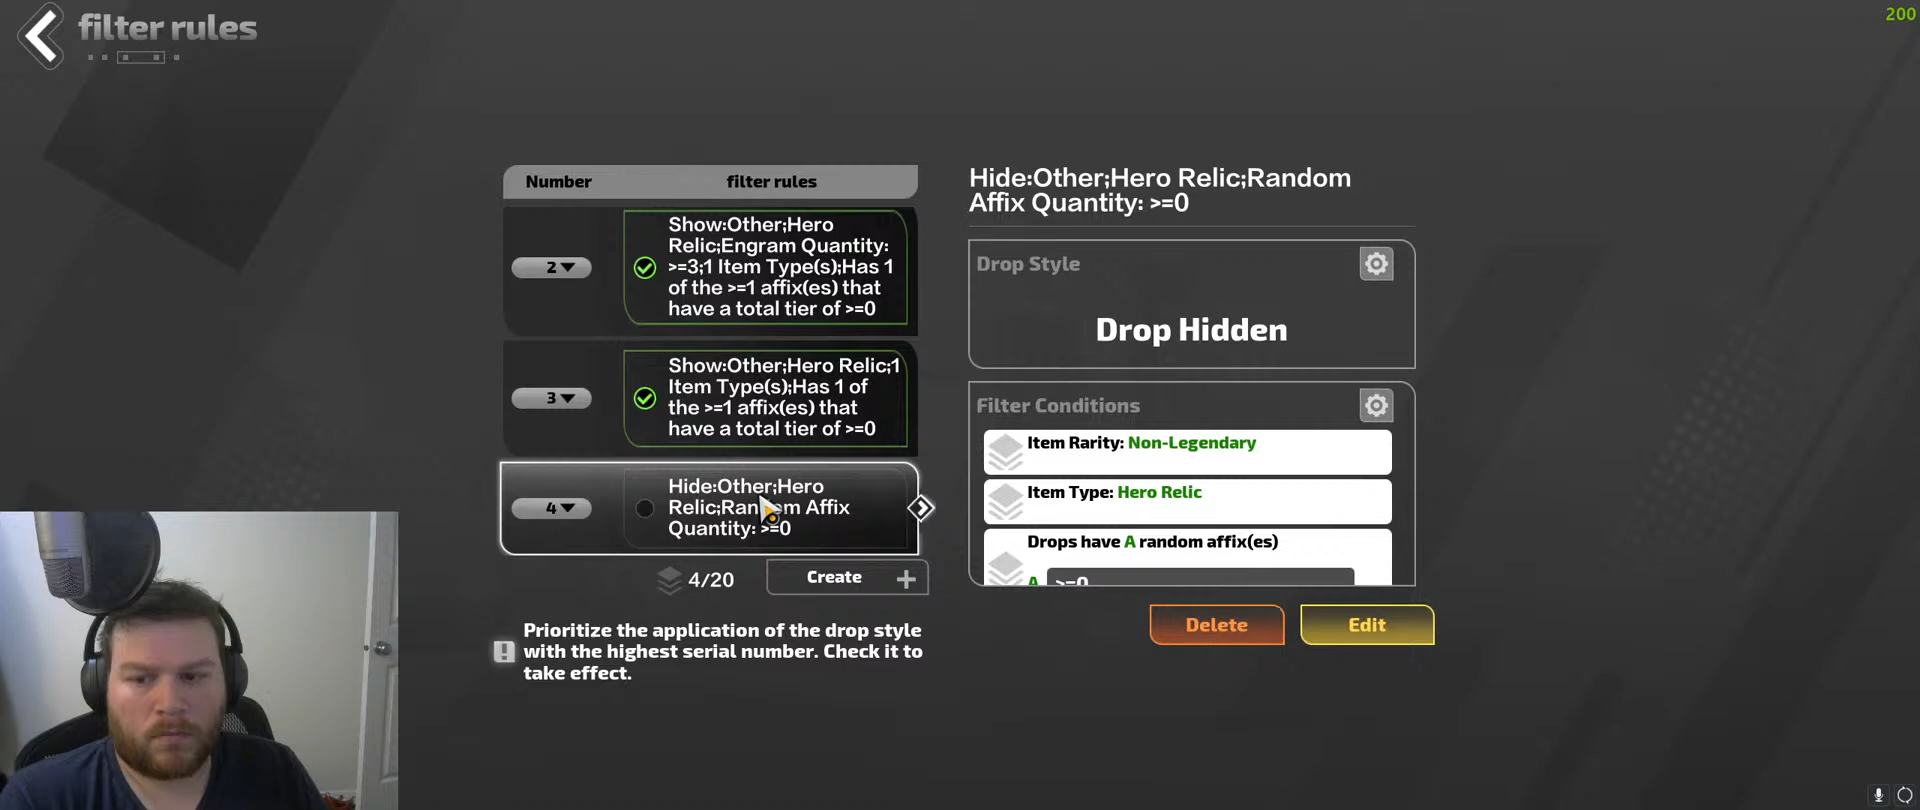 filter rules
200
Number
filter rules
2
Show:Other;Hero
Relic;Engram Quantity:
>=3;1 Item Type(s);Has 1
of the >=1 affix(es) that
have a total tier of >=0
3
Show:Other;Hero Relic;1
Item Type(s);Has 1 of
the >=1 affix(es) that
have a total tier of >=0
4
Hide:Other;Hero
Relic;Random Affix
Quantity: >=0
4/20
Create +
! Prioritize the application of the drop style
with the highest serial number. Check it to
take effect.
Hide:Other;Hero Relic;Random
Affix Quantity: >=0
Drop Style
Drop Hidden
Filter Conditions
Item Rarity: Non-Legendary
Item Type: Hero Relic
Drops have A random affix(es)
A >=0
Delete
Edit